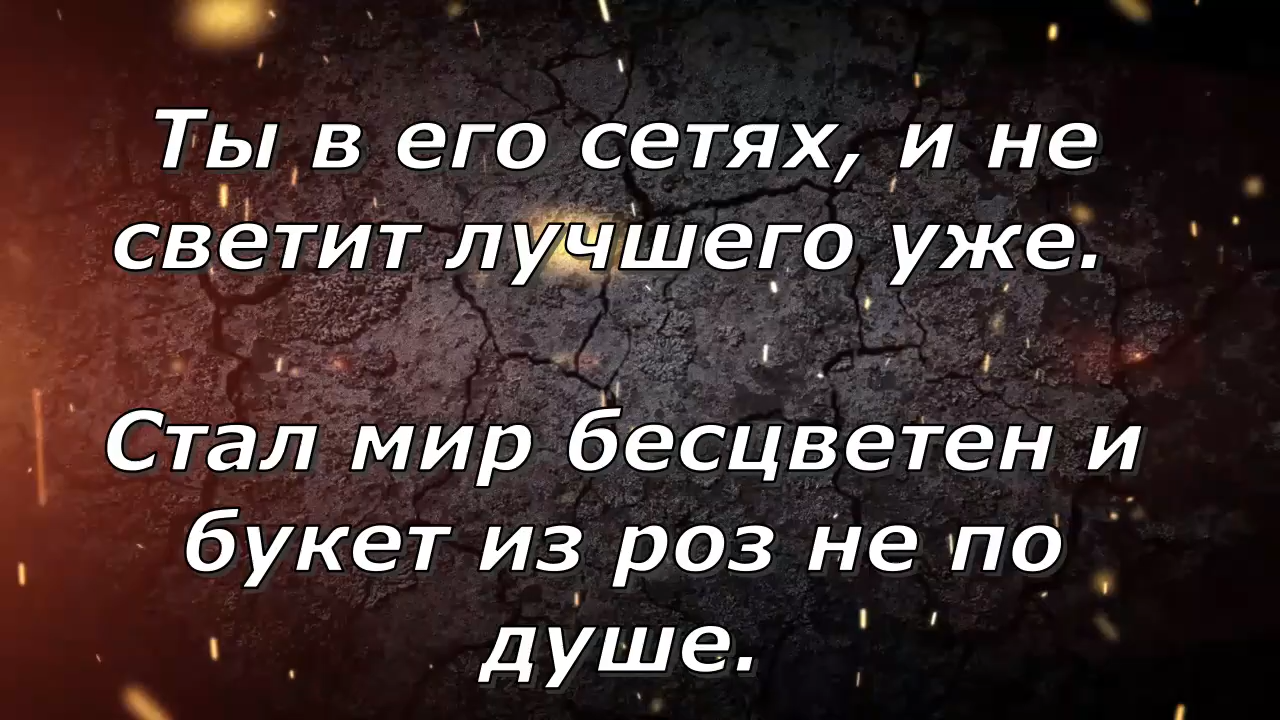 Ты в его сетях, и не
светит лучшего уже.
Стал мир бесцветен и
букет из роз не по
душе.